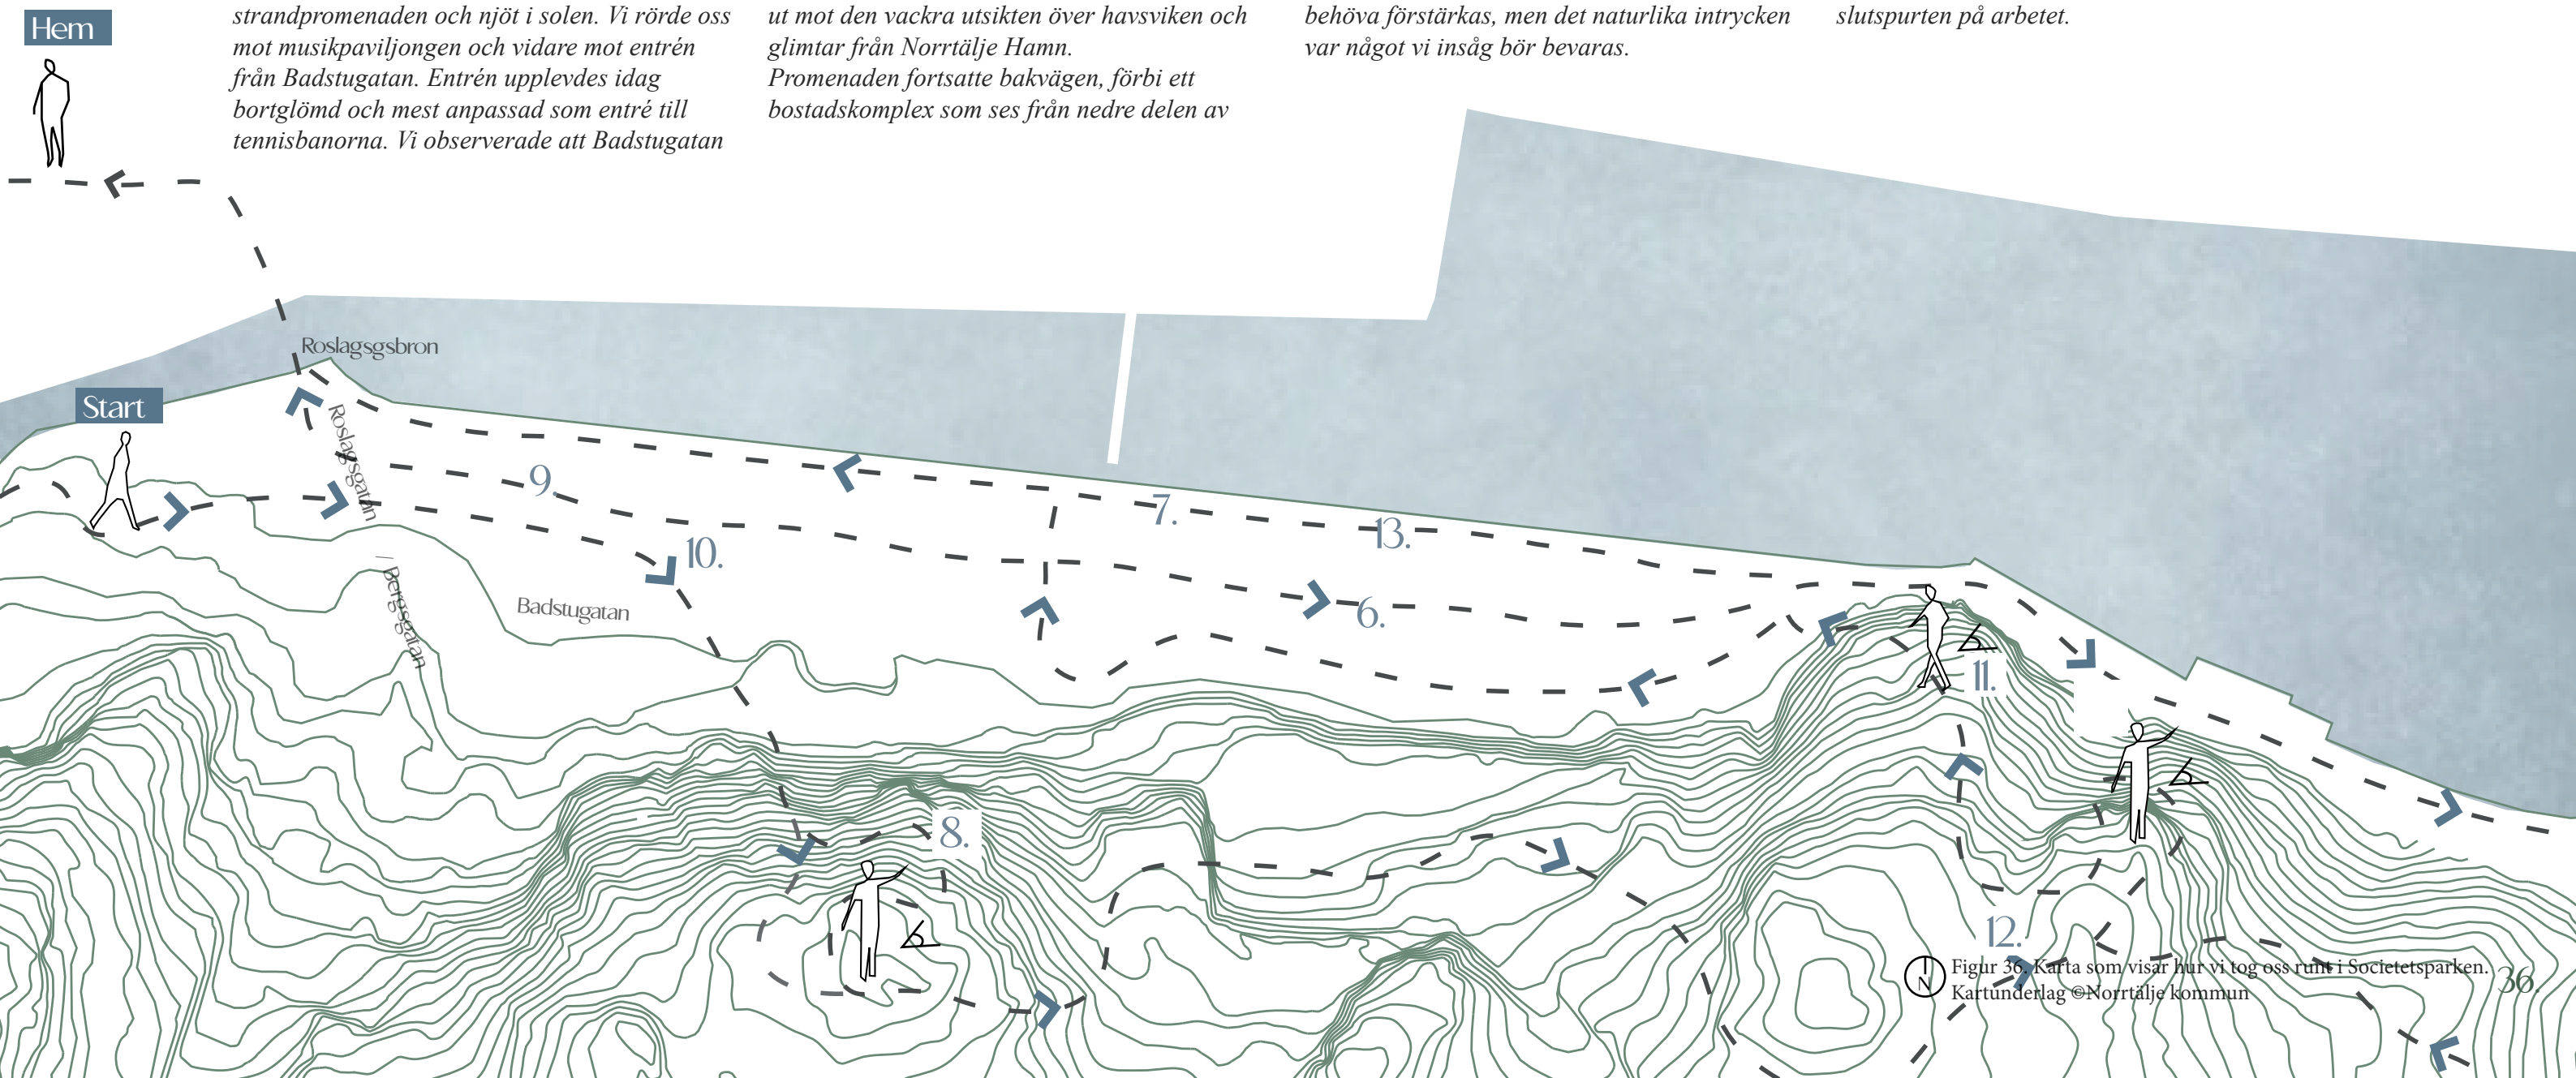 Hem
strandpromenaden och njöt i solen. Vi rörde oss
mot musikpaviljongen och vidare mot entrén
från Badstugatan. Entrén upplevdes idag
bortglömd och mest anpassad som entré till
tennisbanorna. Vi observerade att Badstugatan
ut mot den vackra utsikten över havsviken och
glimtar från Norrtälje Hamn.
Promenaden fortsatte bakvägen, förbi ett
bostadskomplex som ses från nedre delen av
behöva förstärkas, men det naturlika intrycken
var något vi insåg bör bevaras.
slutspurten på arbetet.
Roslagsgsbron
Start
Roslagsgatan
9.
7.
13.
10.
Bergsgatan
Badstugatan
6.
11.
8.
12.
N
Figur 36. Karta som visar hur vi tog oss runt i Societetsparken.
Kartunderlag ©Norrtälje kommun
36.